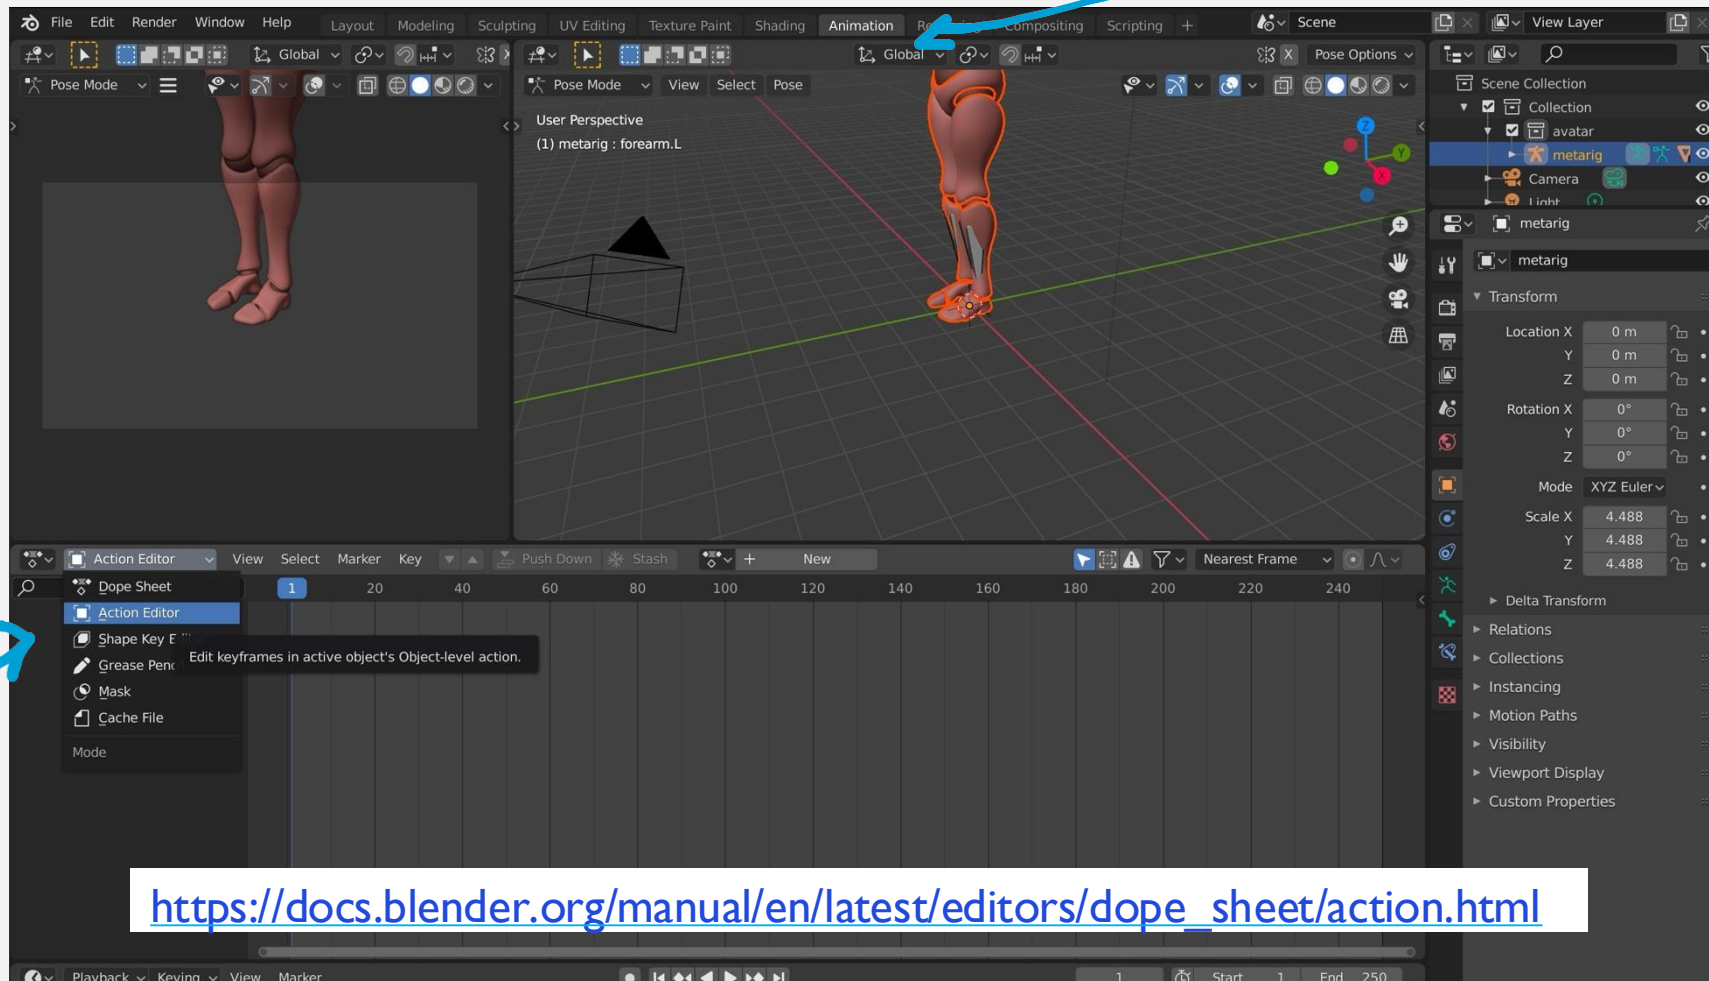 File Edit Render Window Help Layout Modeling Sculpting UV Editing Texture Paint Shading Animation Compositing Scripting + Scene View Layer
Global Global Pose Options
Pose Mode Pose Mode View Select Pose
User Perspective
(1) metarig : forearm.L
Z
Y
X
Scene Collection
Collection
avatar
metarig
Camera
Light
metarig
metarig
Transform
Location X 0 m
Y 0 m
Z 0 m
Rotation X 0°
Y 0°
Z 0°
Mode XYZ Euler
Scale X 4.488
Y 4.488
Z 4.488
Delta Transform
Relations
Collections
Instancing
Motion Paths
Visibility
Viewport Display
Custom Properties
Action Editor View Select Marker Key Push Down Stash + New Nearest Frame
1 20 40 60 80 100 120 140 160 180 200 220 240
Dope Sheet
Action Editor
Shape Key E
Grease Penc
Mask
Cache File
Mode
Edit keyframes in active object's Object-level action.
https://docs.blender.org/manual/en/latest/editors/dope_sheet/action.html
Playback Keying View Marker 1 Start 1 End 250